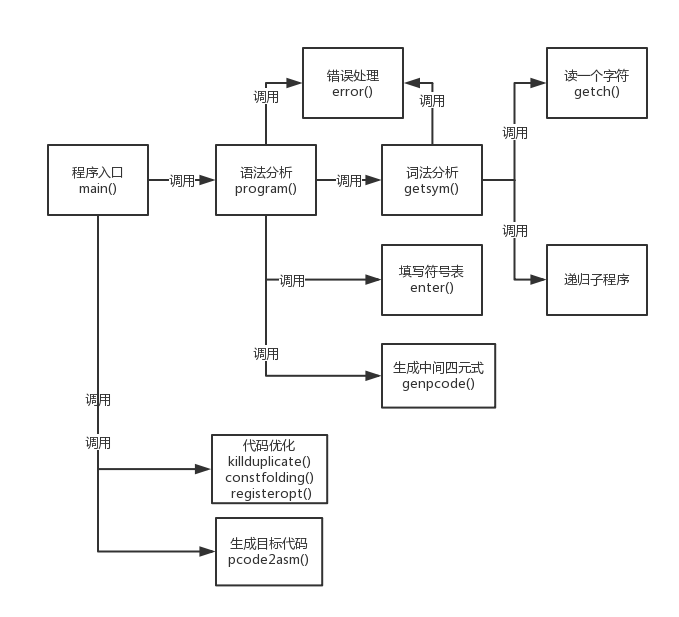 错误处理
error()
读一个字符
getch()
调用
调用
调用
程序入口
main()
调用
语法分析
program()
调用
词法分析
getsym()
调用
填写符号表
enter()
调用
递归子程序
调用
生成中间四元式
genpcode()
调用
调用
代码优化
killduplicate()
constfolding()
registeropt()
生成目标代码
pcode2asm()